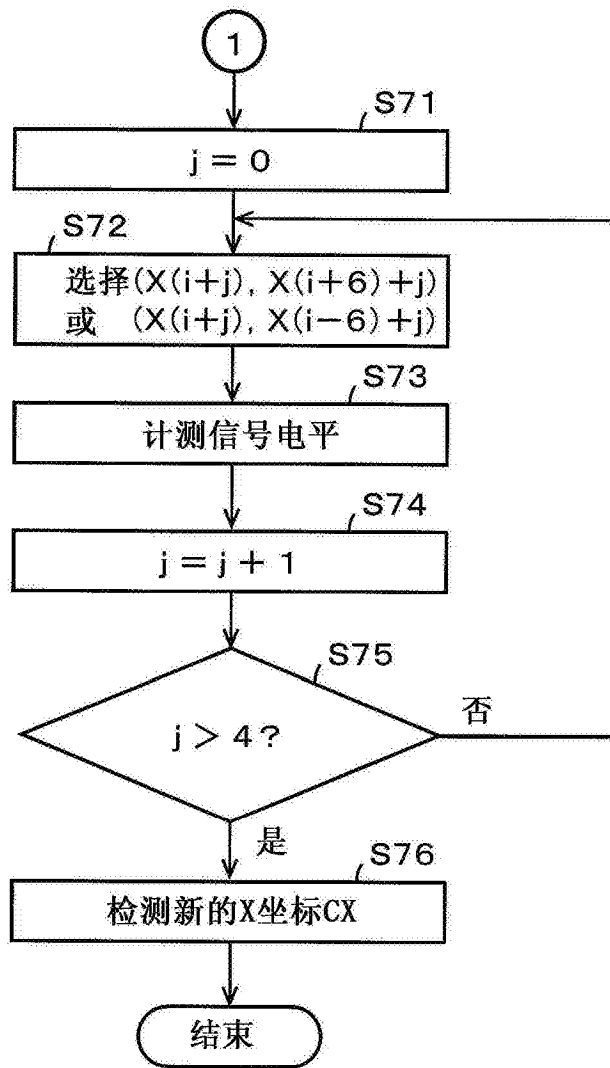 1
S71
j = 0
S72
选择(X(i+j), X(i+6)+j)
或 (X(i+j), X(i−6)+j)
S73
计测信号电平
S74
j = j + 1
S75
j > 4?
否
是
S76
检测新的X坐标CX
结束